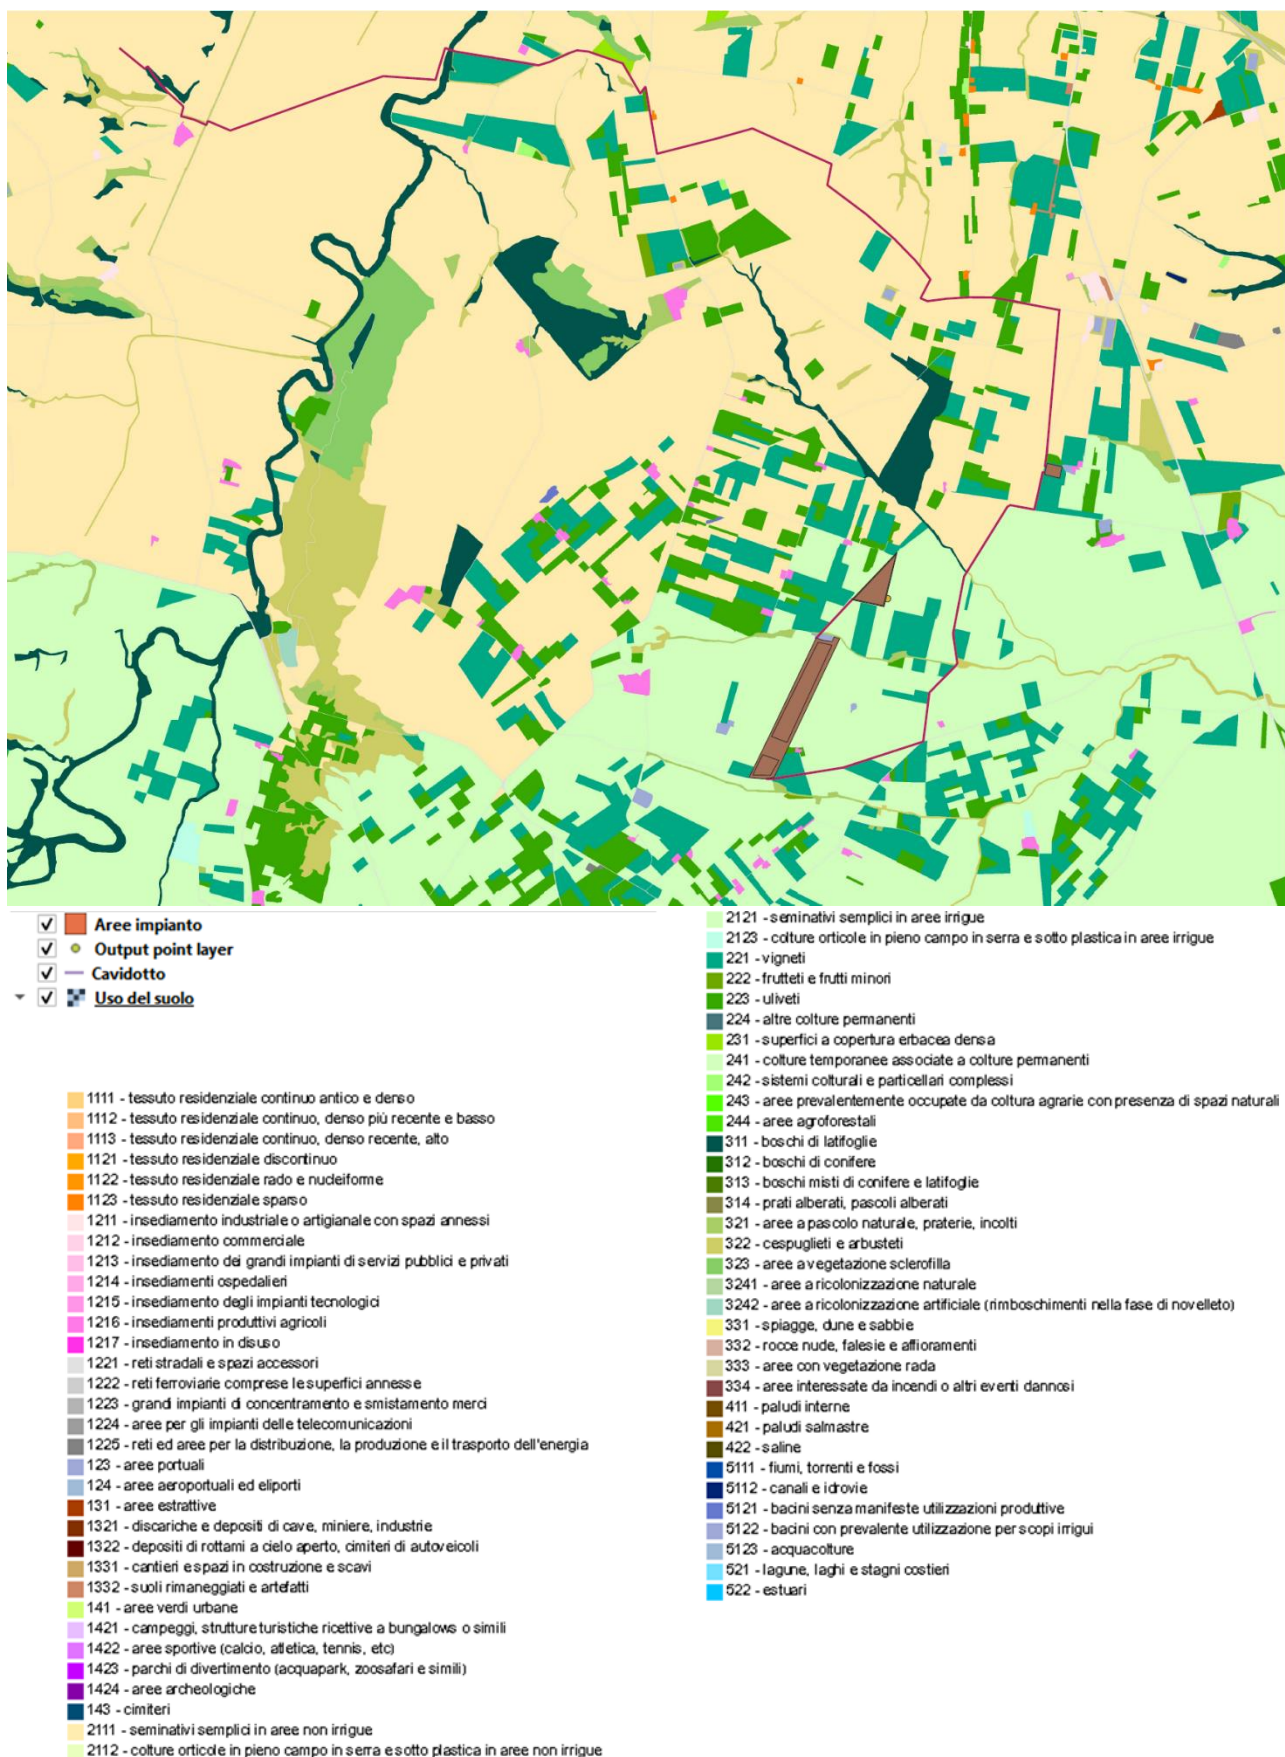 Aree impianto
Output point layer
Cavidotto
Uso del suolo
1111 - tessuto residenziale continuo antico e denso
1112 - tessuto residenziale continuo, denso più recente e basso
1113 - tessuto residenziale continuo, denso recente, alto
1121 - tessuto residenziale discontinuo
1122 - tessuto residenziale rado e nucleiforme
1123 - tessuto residenziale sparso
1211 - insediamento industriale o artigianale con spazi annessi
1212 - insediamento commerciale
1213 - insediamento dei grandi impianti di servizi pubblici e privati
1214 - insediamenti ospedalieri
1215 - insediamento degli impianti tecnologici
1216 - insediamenti produttivi agricoli
1217 - insediamento in disuso
1221 - reti stradali e spazi accessori
1222 - reti ferroviarie comprese le superfici annesse
1223 - grandi impianti di concentramento e smistamento merci
1224 - aree per gli impianti delle telecomunicazioni
1225 - reti ed aree per la distribuzione, la produzione e il trasporto dell'energia
123 - aree portuali
124 - aree aeroportuali ed eliporti
131 - aree estrattive
1321 - discariche e depositi di cave, miniere, industrie
1322 - depositi di rottami a cielo aperto, cimiteri di autoveicoli
1331 - cantieri e spazi in costruzione e scavi
1332 - suoli rimaneggiati e artefatti
141 - aree verdi urbane
1421 - campeggi, strutture turistiche ricettive a bungalows o simili
1422 - aree sportive (calcio, atletica, tennis, etc)
1423 - parchi di divertimento (acquapark, zoosafari e simili)
1424 - aree archeologiche
143 - cimiteri
2111 - seminativi semplici in aree non irrigue
2112 - colture orticole in pieno campo in serra e sotto plastica in aree non irrigue
2121 - seminativi semplici in aree irrigue
2123 - colture orticole in pieno campo in serra e sotto plastica in aree irrigue
221 - vigneti
222 - frutteti e frutti minori
223 - uliveti
224 - altre colture permanenti
231 - superfici a copertura erbacea densa
241 - colture temporanee associate a colture permanenti
242 - sistemi colturali e particellari complessi
243 - aree prevalentemente occupate da coltura agrarie con presenza di spazi naturali
244 - aree agroforestali
311 - boschi di latifoglie
312 - boschi di conifere
313 - boschi misti di conifere e latifoglie
314 - prati alberati, pascoli alberati
321 - aree a pascolo naturale, praterie, incolti
322 - cespuglieti e arbusteti
323 - aree a vegetazione sclerofilla
3241 - aree a ricolonizzazione naturale
3242 - aree a ricolonizzazione artificiale (rimboschimenti nella fase di novelleto)
331 - spiagge, dune e sabbie
332 - rocce nude, falesie e affioramenti
333 - aree con vegetazione rada
334 - aree interessate da incendi o altri eventi dannosi
411 - paludi interne
421 - paludi salmastre
422 - saline
5111 - fiumi, torrenti e fossi
5112 - canali e idrovie
5121 - bacini senza manifeste utilizzazioni produttive
5122 - bacini con prevalente utilizzazione per scopi irrigui
5123 - acquacolture
521 - lagune, laghi e stagni costieri
522 - estuari